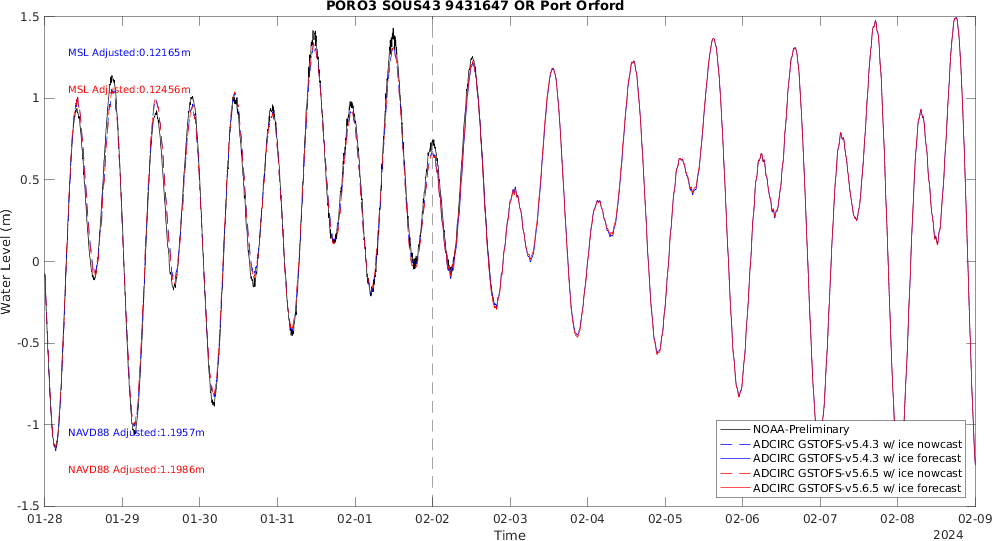 PORO3 SOUS43 9431647 OR Port Orford
Water Level (m)
1.5
1
0.5
0
-0.5
-1
-1.5
MSL Adjusted:0.12165m
MSL Adjusted:0.12456m
NAVD88 Adjusted:1.1957m
NAVD88 Adjusted:1.1986m
NOAA-Preliminary
ADCIRC GSTOFS-v5.4.3 w/ ice nowcast
ADCIRC GSTOFS-v5.4.3 w/ ice forecast
ADCIRC GSTOFS-v5.6.5 w/ ice nowcast
ADCIRC GSTOFS-v5.6.5 w/ ice forecast
01-28 01-29 01-30 01-31 02-01 02-02 02-03 02-04 02-05 02-06 02-07 02-08 02-09
Time
2024